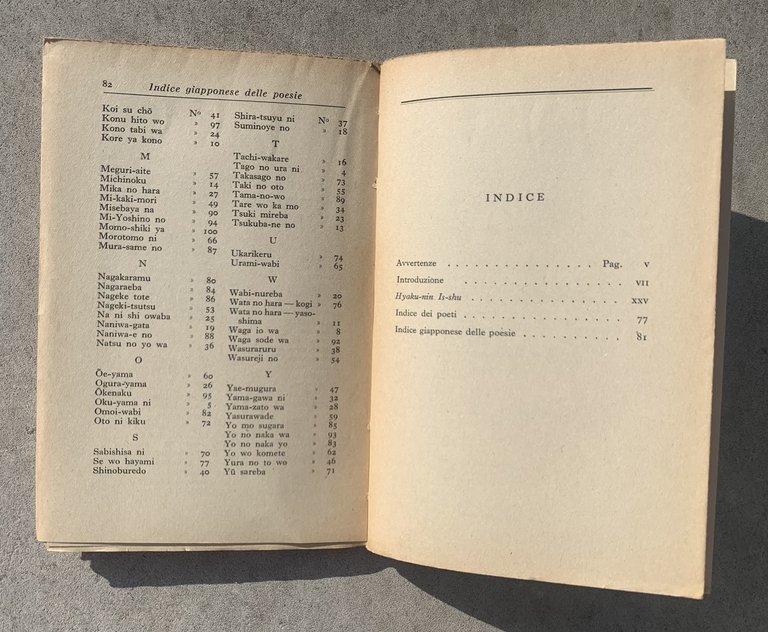 82 Indice giapponese delle poesie
Koi su chō Nº 41
Konu hito wo » 97
Kono tabi wa » 24
Kore ya kono » 10
M
Meguri-aite » 57
Michinoku » 14
Mika no hara » 27
Mi-kaki-mori » 49
Misebaya na » 90
Mi-Yoshino no » 94
Momo-shiki ya » 100
Morotomo ni » 66
Mura-same no » 87
N
Nagakaramu » 80
Nagaraeba » 84
Nageke tote » 86
Nageki-tsutsu » 53
Na ni shi owaba » 25
Naniwa-gata » 19
Naniwa-e no » 88
Natsu no yo wa » 36
O
Ōe-yama » 60
Ogura-yama » 26
Ōkenaku » 95
Oku-yama ni » 5
Omoi-wabi » 82
Oto ni kiku » 72
S
Sabishisa ni » 70
Se wo hayami » 77
Shinoburedo » 40
Shira-tsuyu ni Nº 37
Suminoye no » 18
T
Tachi-wakare » 16
Tago no ura ni » 4
Takasago no » 73
Taki no oto » 55
Tama-no-wo » 89
Tare wo ka mo » 34
Tsuki mireba » 23
Tsukuba-ne no » 13
U
Ukarikeru » 74
Urami-wabi » 65
W
Wabi-nureba » 20
Wata no hara — kogi » 76
Wata no hara — yaso-
shima » 11
Waga io wa » 8
Waga sode wa » 92
Wasuraruru » 38
Wasureji no » 54
Y
Yae-mugura » 47
Yama-gawa ni » 32
Yama-zato wa » 28
Yasurawade » 59
Yo mo sugara » 85
Yo no naka wa » 93
Yo no naka yo » 83
Yo wo komete » 62
Yura no to wo » 46
Yū sareba » 71
INDICE
Avvertenze . . . . . . . . . . . . . . . Pag. V
Introduzione . . . . . . . . . . . . . . . VII
Hyaku-nin Is-shu . . . . . . . . . . . . . XXV
Indice dei poeti . . . . . . . . . . . . . . 77
Indice giapponese delle poesie . . . . . . . . 81